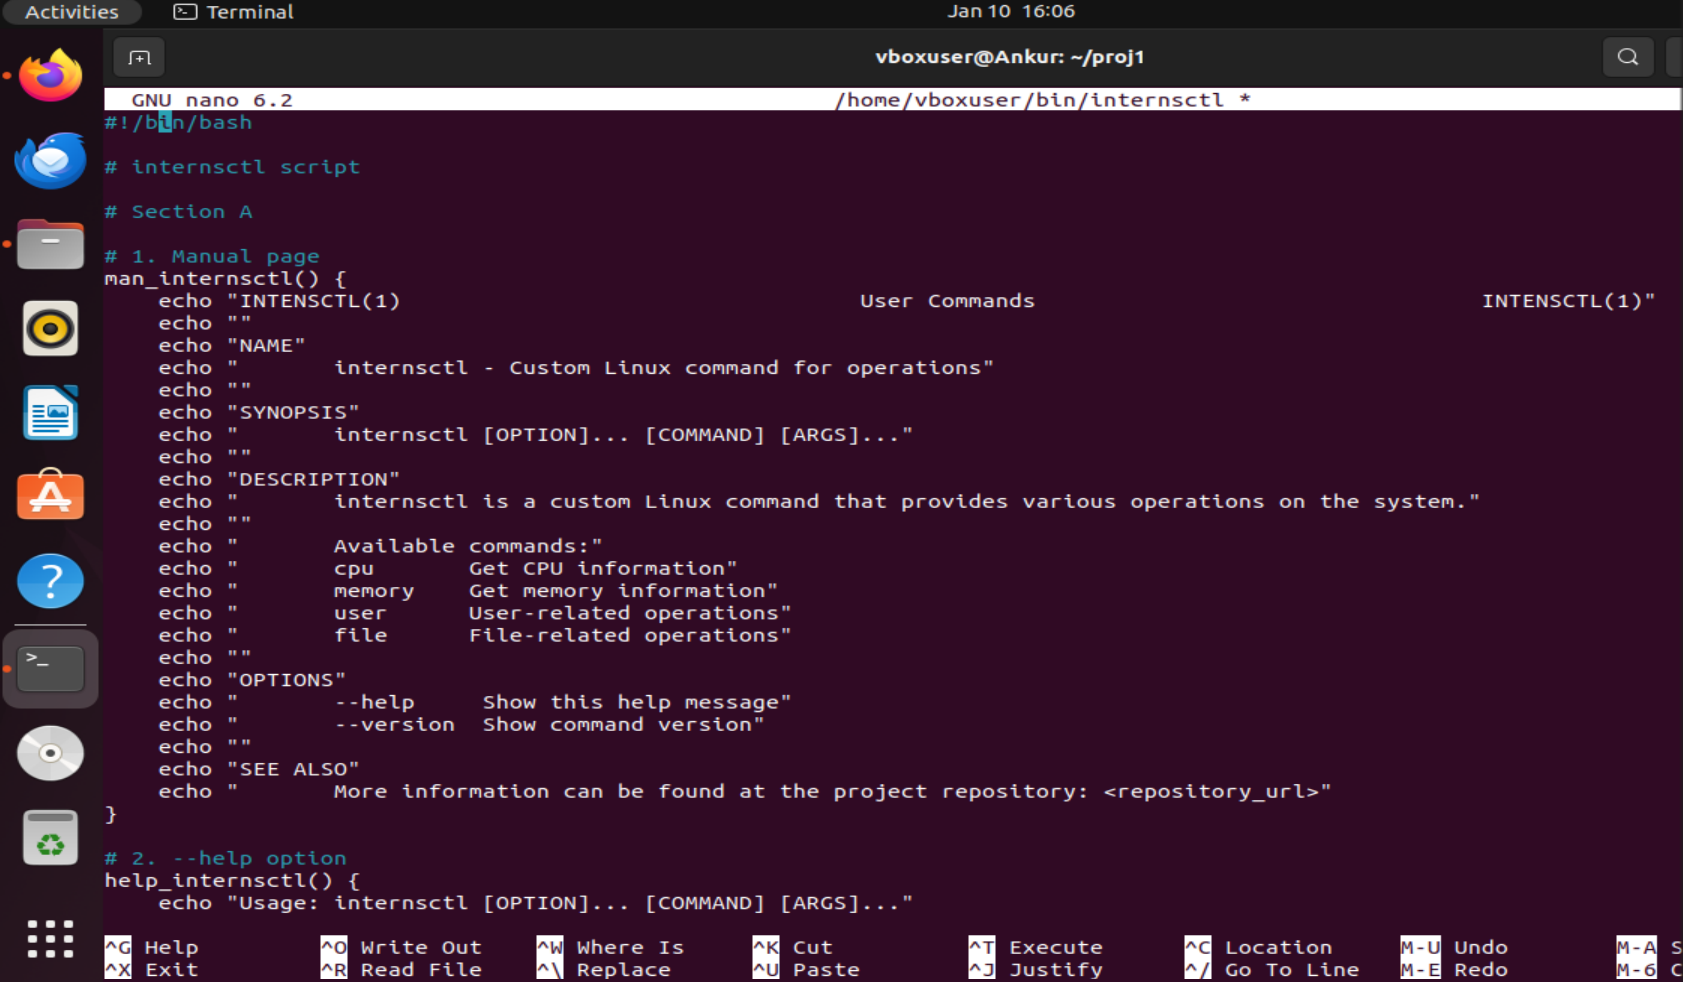 Activities
Terminal
Jan 10 16:06
vboxuser@Ankur: ~/proj1
GNU nano 6.2 /home/vboxuser/bin/internsctl *
#!/bin/bash
# internsctl script
# Section A
# 1. Manual page
man_internsctl() {
echo "INTENSCTL(1) User Commands INTENSCTL(1)"
echo ""
echo "NAME"
echo " internsctl - Custom Linux command for operations"
echo ""
echo "SYNOPSIS"
echo " internsctl [OPTION]... [COMMAND] [ARGS]..."
echo ""
echo "DESCRIPTION"
echo " internsctl is a custom Linux command that provides various operations on the system."
echo ""
echo " Available commands:"
echo " cpu Get CPU information"
echo " memory Get memory information"
echo " user User-related operations"
echo " file File-related operations"
echo ""
echo "OPTIONS"
echo " --help Show this help message"
echo " --version Show command version"
echo ""
echo "SEE ALSO"
echo " More information can be found at the project repository: <repository_url>"
}
# 2. --help option
help_internsctl() {
echo "Usage: internsctl [OPTION]... [COMMAND] [ARGS]..."
^G Help ^O Write Out ^W Where Is ^K Cut ^T Execute ^C Location M-U Undo M-A S
^X Exit ^R Read File ^\ Replace ^U Paste ^J Justify ^/ Go To Line M-E Redo M-6 C